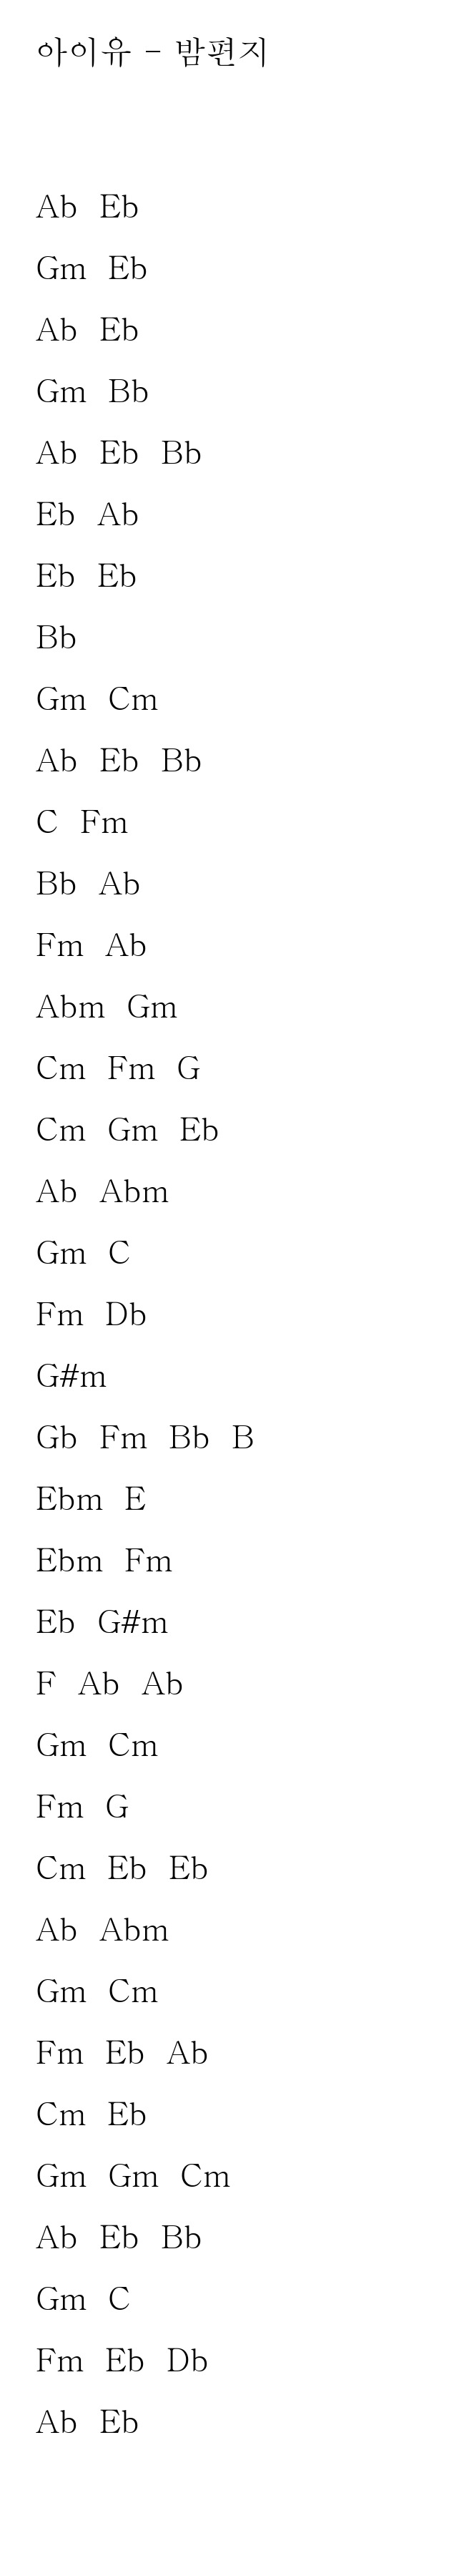 아이유 - 밤편지
Ab Eb
Gm Eb
Ab Eb
Gm Bb
Ab Eb Bb
Eb Ab
Eb Eb
Bb
Gm Cm
Ab Eb Bb
C Fm
Bb Ab
Fm Ab
Abm Gm
Cm Fm G
Cm Gm Eb
Ab Abm
Gm C
Fm Db
G#m
Gb Fm Bb B
Ebm E
Ebm Fm
Eb G#m
F Ab Ab
Gm Cm
Fm G
Cm Eb Eb
Ab Abm
Gm Cm
Fm Eb Ab
Cm Eb
Gm Gm Cm
Ab Eb Bb
Gm C
Fm Eb Db
Ab Eb